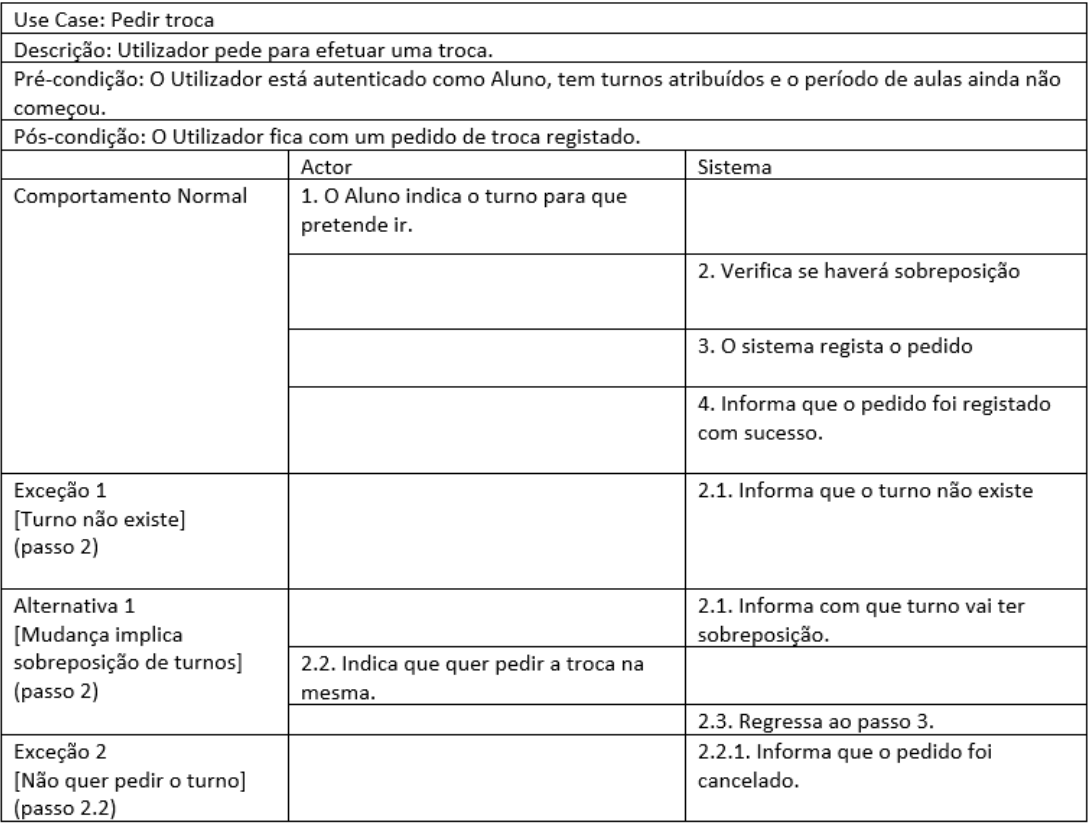 Use Case: Pedir troca
Descrição: Utilizador pede para efetuar uma troca.
Pré-condição: O Utilizador está autenticado como Aluno, tem turnos atribuídos e o período de aulas ainda não
começou.
Pós-condição: O Utilizador fica com um pedido de troca registado.
Actor
Sistema
Comportamento Normal
1. O Aluno indica o turno para que
pretende ir.
2. Verifica se haverá sobreposição
3. O sistema regista o pedido
4. Informa que o pedido foi registado
com sucesso.
Exceção 1
[Turno não existe]
(passo 2)
2.1. Informa que o turno não existe
Alternativa 1
[Mudança implica
sobreposição de turnos]
(passo 2)
2.1. Informa com que turno vai ter
sobreposição.
2.2. Indica que quer pedir a troca na
mesma.
2.3. Regressa ao passo 3.
Exceção 2
[Não quer pedir o turno]
(passo 2.2)
2.2.1. Informa que o pedido foi
cancelado.